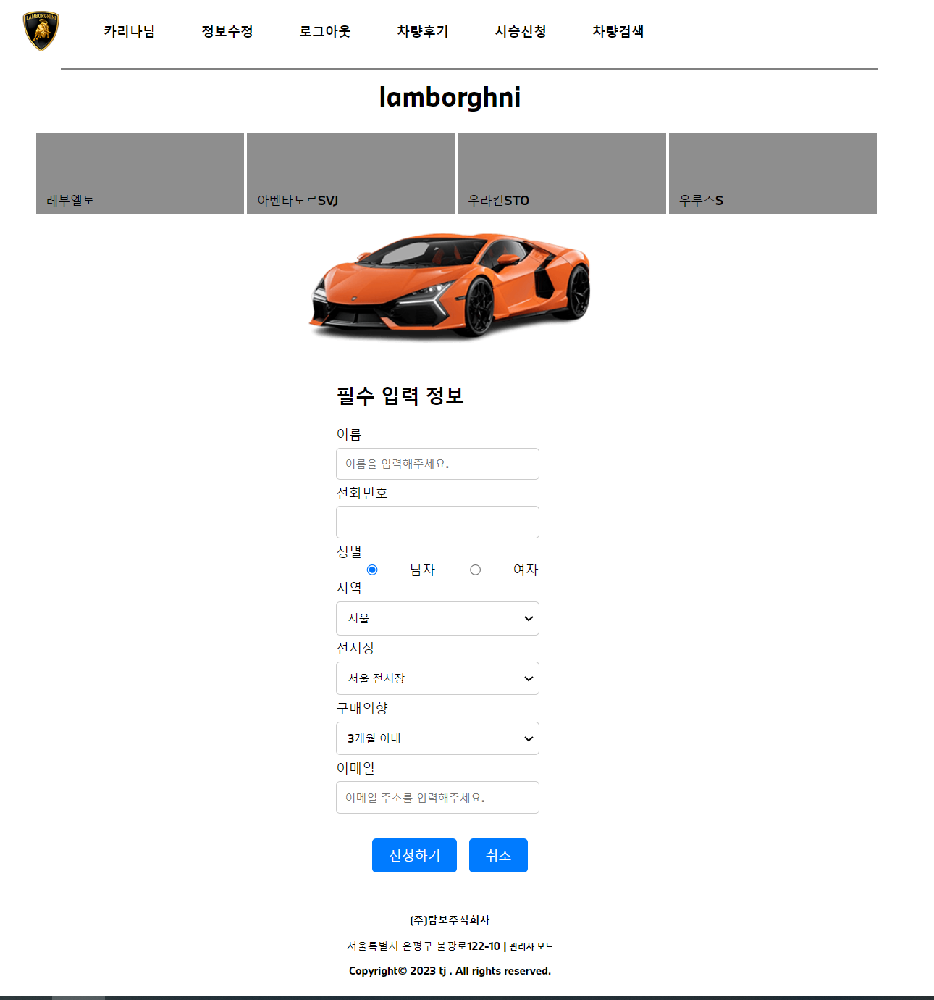 LAMBORGHINI
카리나님 정보수정 로그아웃 차량후기 시승신청 차량검색
lamborghni
레부엘토 아벤타도르SVJ 우라칸STO 우루스S
필수 입력 정보
이름
이름을 입력해주세요.
전화번호
성별
남자 여자
지역
서울
전시장
서울 전시장
구매의향
3개월 이내
이메일
이메일 주소를 입력해주세요.
신청하기 취소
(주)람보주식회사
서울특별시 은평구 불광로122-10 | 관리자 모드
Copyright© 2023 tj . All rights reserved.